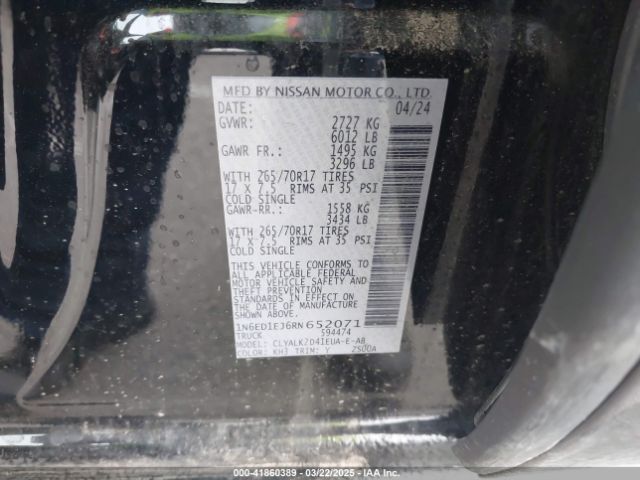 MFD BY NISSAN MOTOR CO., LTD.
DATE: 04/24
GVWR: 2727 KG
6012 LB
GAWR FR.: 1495 KG
3296 LB
WITH 265/70R17 TIRES
17 X 7.5 RIMS AT 35 PSI
COLD SINGLE
GAWR-RR.: 1558 KG
3434 LB
WITH 265/70R17 TIRES
17 X 7.5 RIMS AT 35 PSI
COLD SINGLE
THIS VEHICLE CONFORMS TO
ALL APPLICABLE FEDERAL
MOTOR VEHICLE SAFETY AND
THEFT PREVENTION
STANDARDS IN EFFECT ON
THE DATE OF MANUFACTURE
SHOWN ABOVE.
1N6ED1EJ6RN652071
TRUCK 594474
MODEL: CLYALKZD41EUA-E-AB
COLOR: KH3 TRIM: Y 2S00A
000-41860389 - 03/22/2025 - IAA Inc.